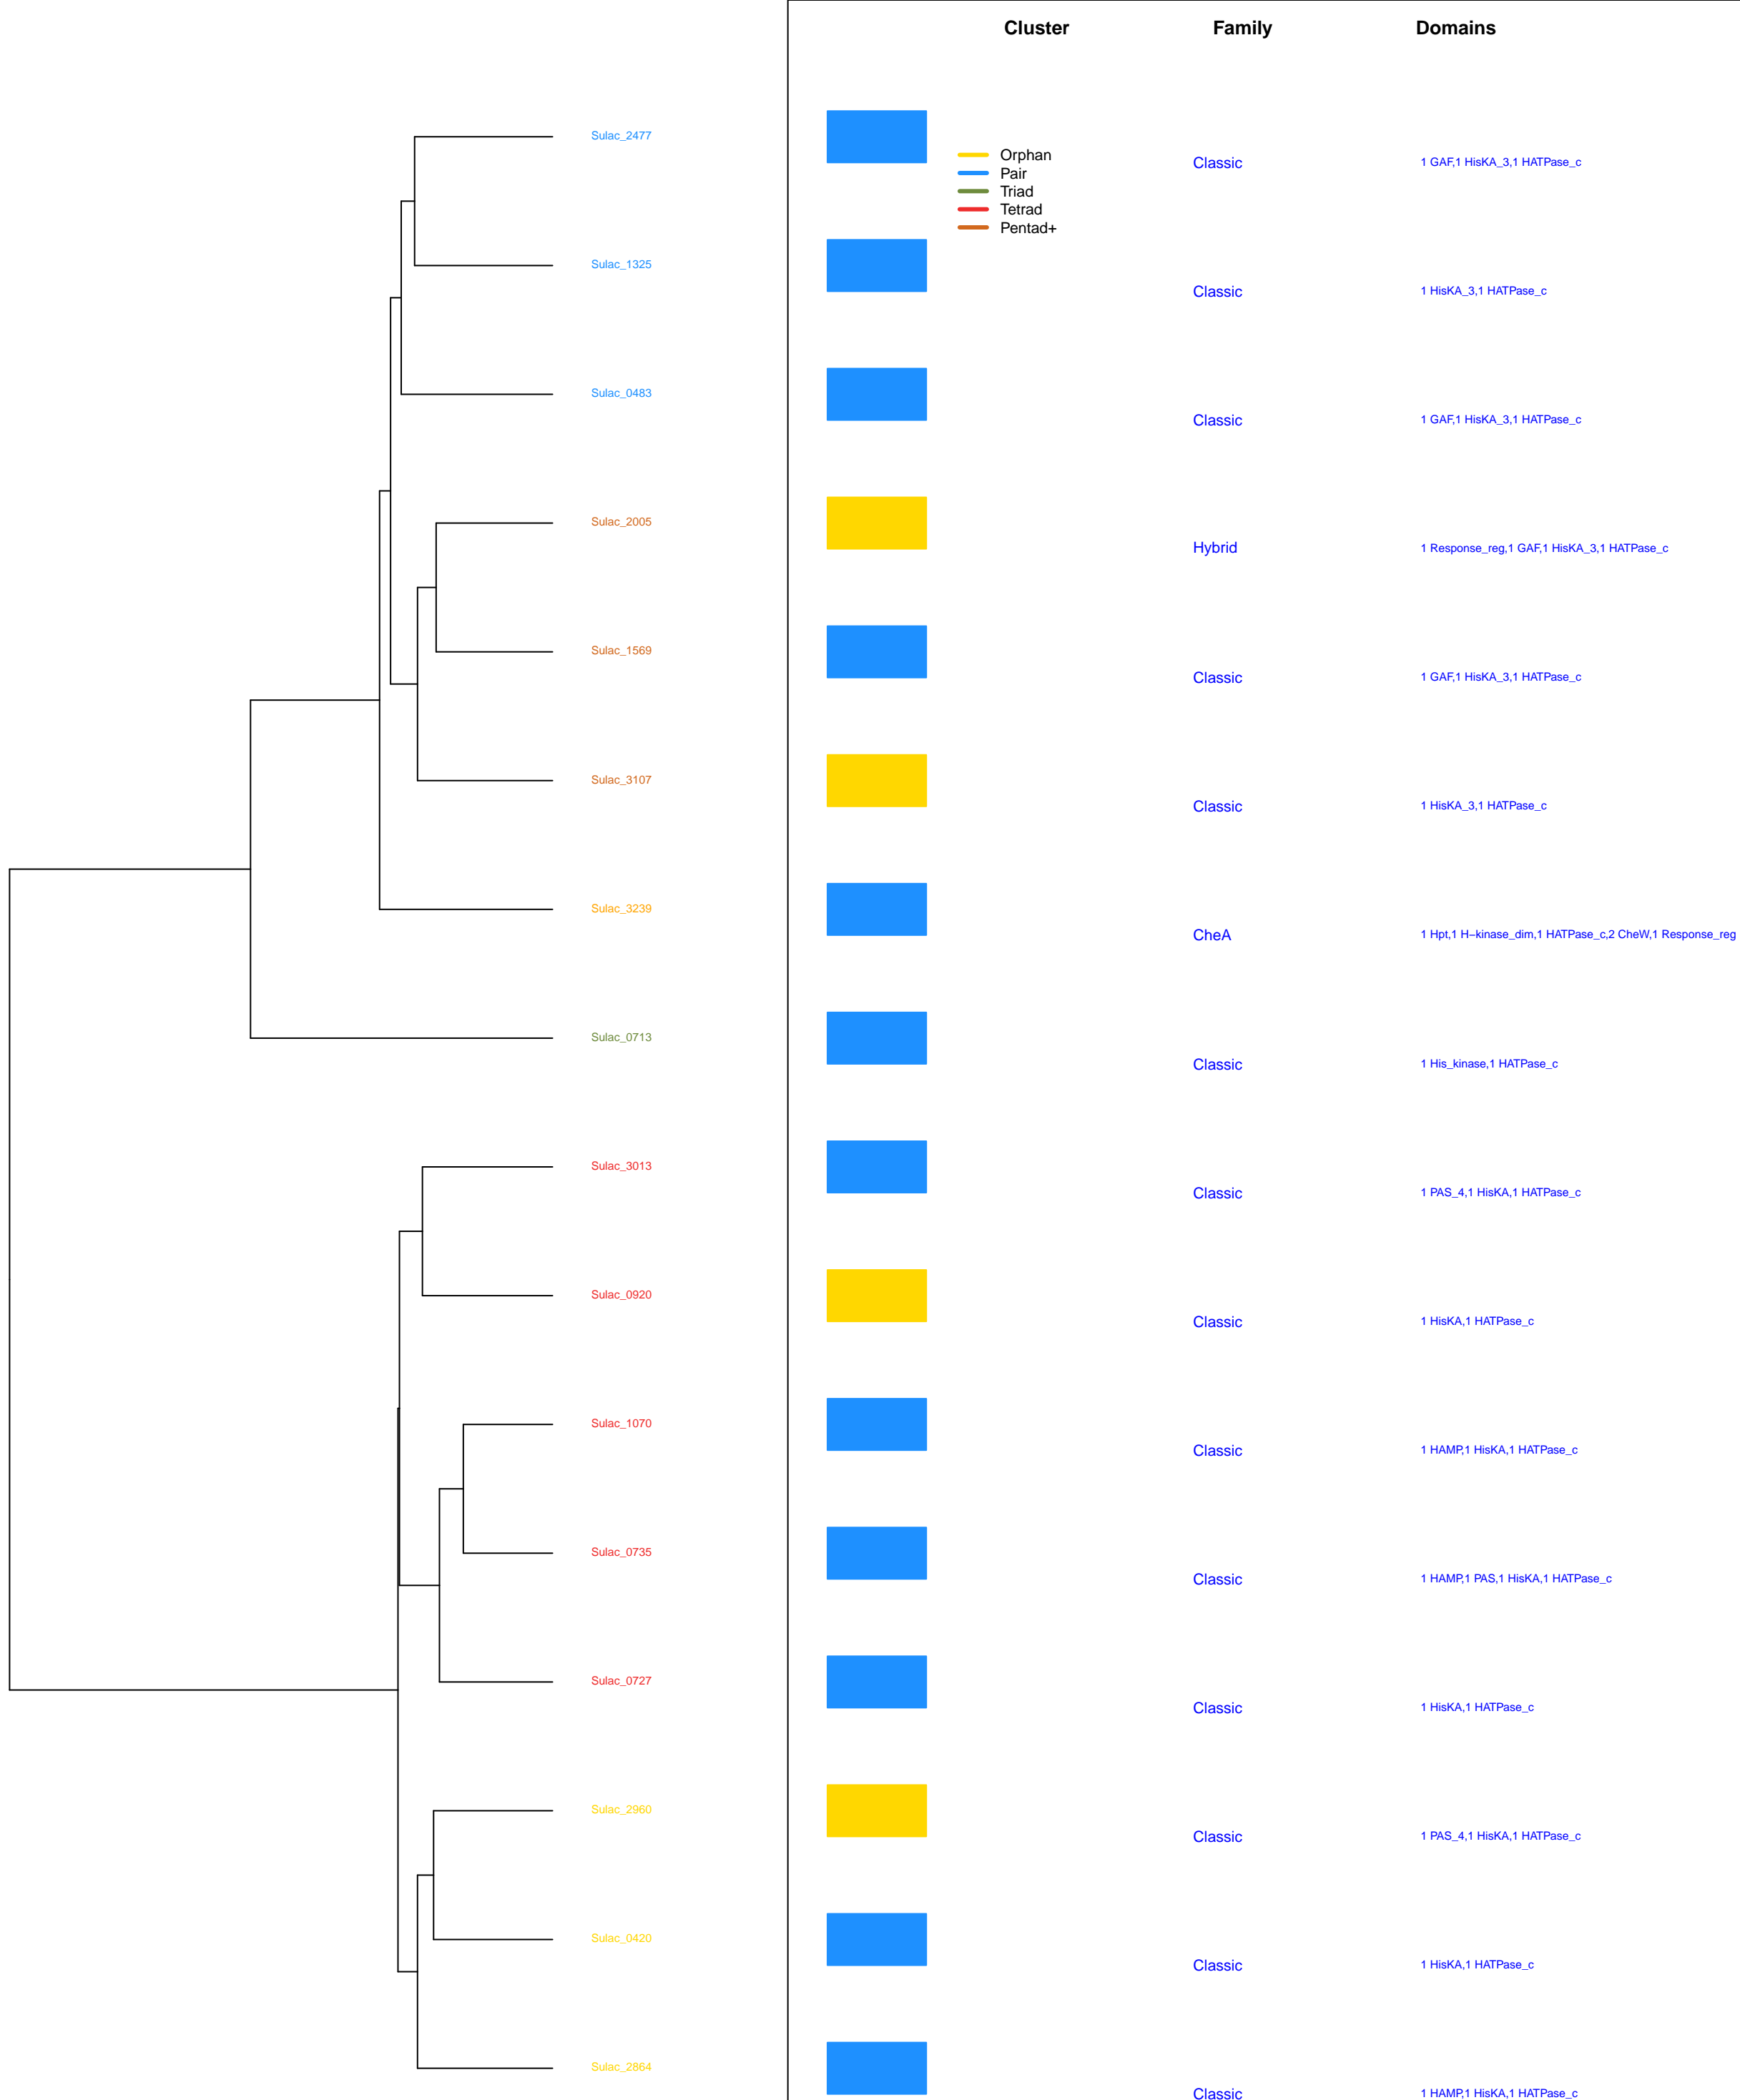 Cluster Family Domains
Sulac_2477
Orphan
Pair
Triad
Tetrad
Pentad+
Classic 1 GAF,1 HisKA_3,1 HATPase_c
Sulac_1325
Classic 1 HisKA_3,1 HATPase_c
Sulac_0483
Classic 1 GAF,1 HisKA_3,1 HATPase_c
Sulac_2005
Hybrid 1 Response_reg,1 GAF,1 HisKA_3,1 HATPase_c
Sulac_1569
Classic 1 GAF,1 HisKA_3,1 HATPase_c
Sulac_3107
Classic 1 HisKA_3,1 HATPase_c
Sulac_3239
CheA 1 Hpt,1 H−kinase_dim,1 HATPase_c,2 CheW,1 Response_reg
Sulac_0713
Classic 1 His_kinase,1 HATPase_c
Sulac_3013
Classic 1 PAS_4,1 HisKA,1 HATPase_c
Sulac_0920
Classic 1 HisKA,1 HATPase_c
Sulac_1070
Classic 1 HAMP,1 HisKA,1 HATPase_c
Sulac_0735
Classic 1 HAMP,1 PAS,1 HisKA,1 HATPase_c
Sulac_0727
Classic 1 HisKA,1 HATPase_c
Sulac_2960
Classic 1 PAS_4,1 HisKA,1 HATPase_c
Sulac_0420
Classic 1 HisKA,1 HATPase_c
Sulac_2864
Classic 1 HAMP,1 HisKA,1 HATPase_c